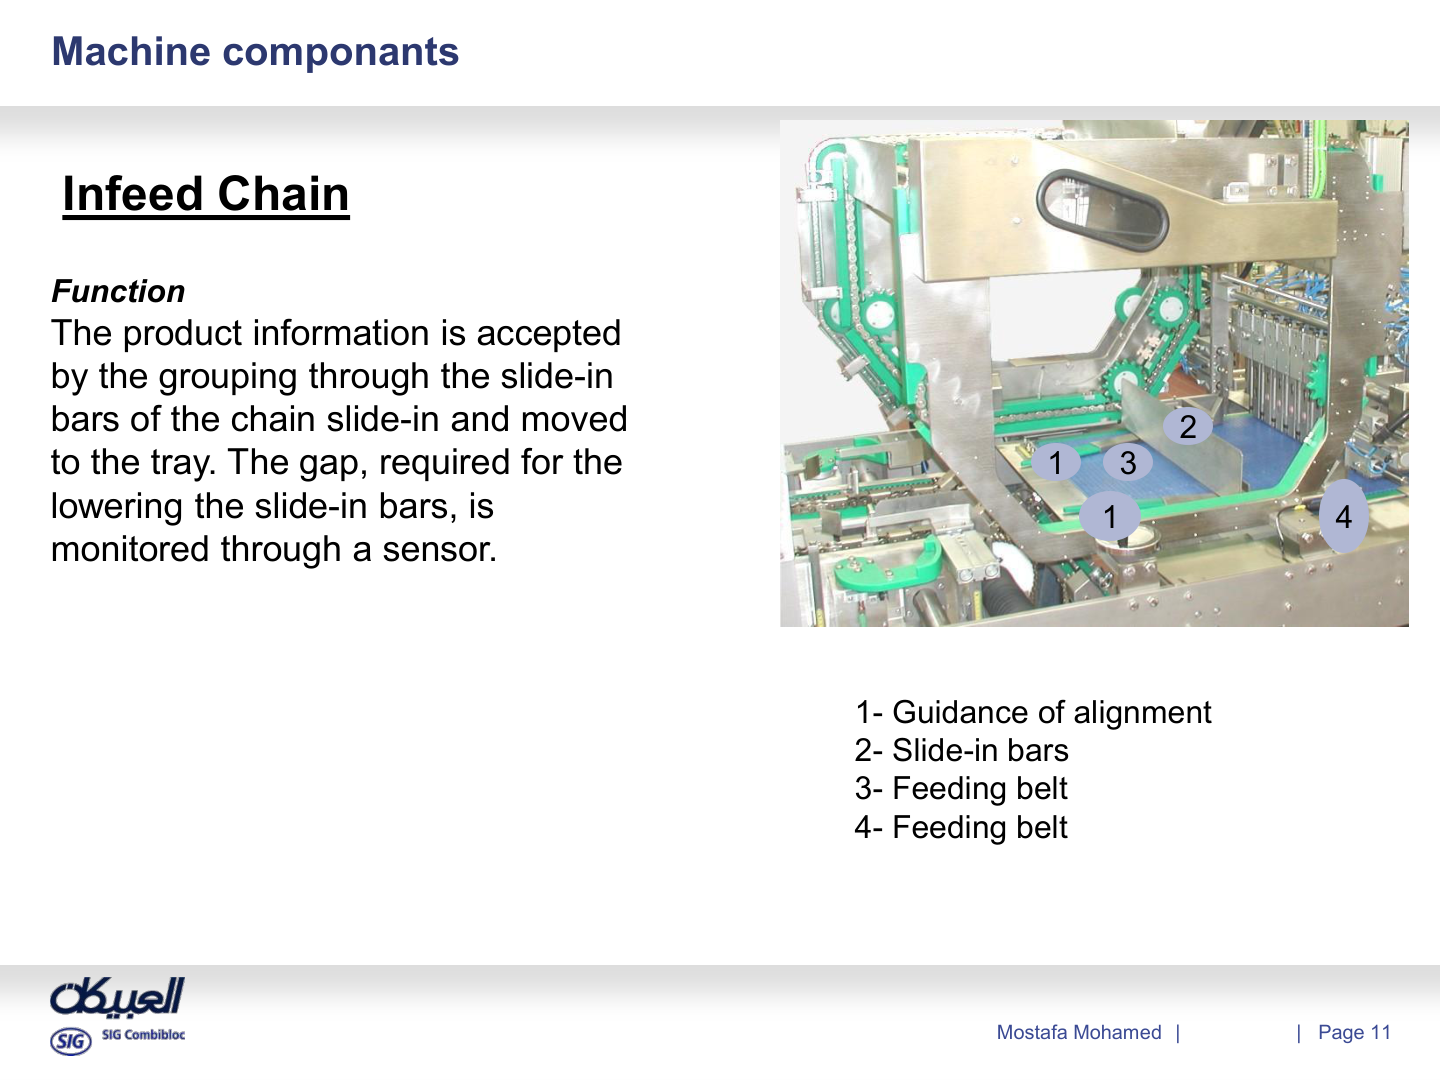 Machine componants
Infeed Chain
Function
The product information is accepted
by the grouping through the slide-in
bars of the chain slide-in and moved
to the tray. The gap, required for the
lowering the slide-in bars, is
monitored through a sensor.
2
1 3
1 4
1- Guidance of alignment
2- Slide-in bars
3- Feeding belt
4- Feeding belt
العبيكان
SIG SIG Combibloc
Mostafa Mohamed | | Page 11